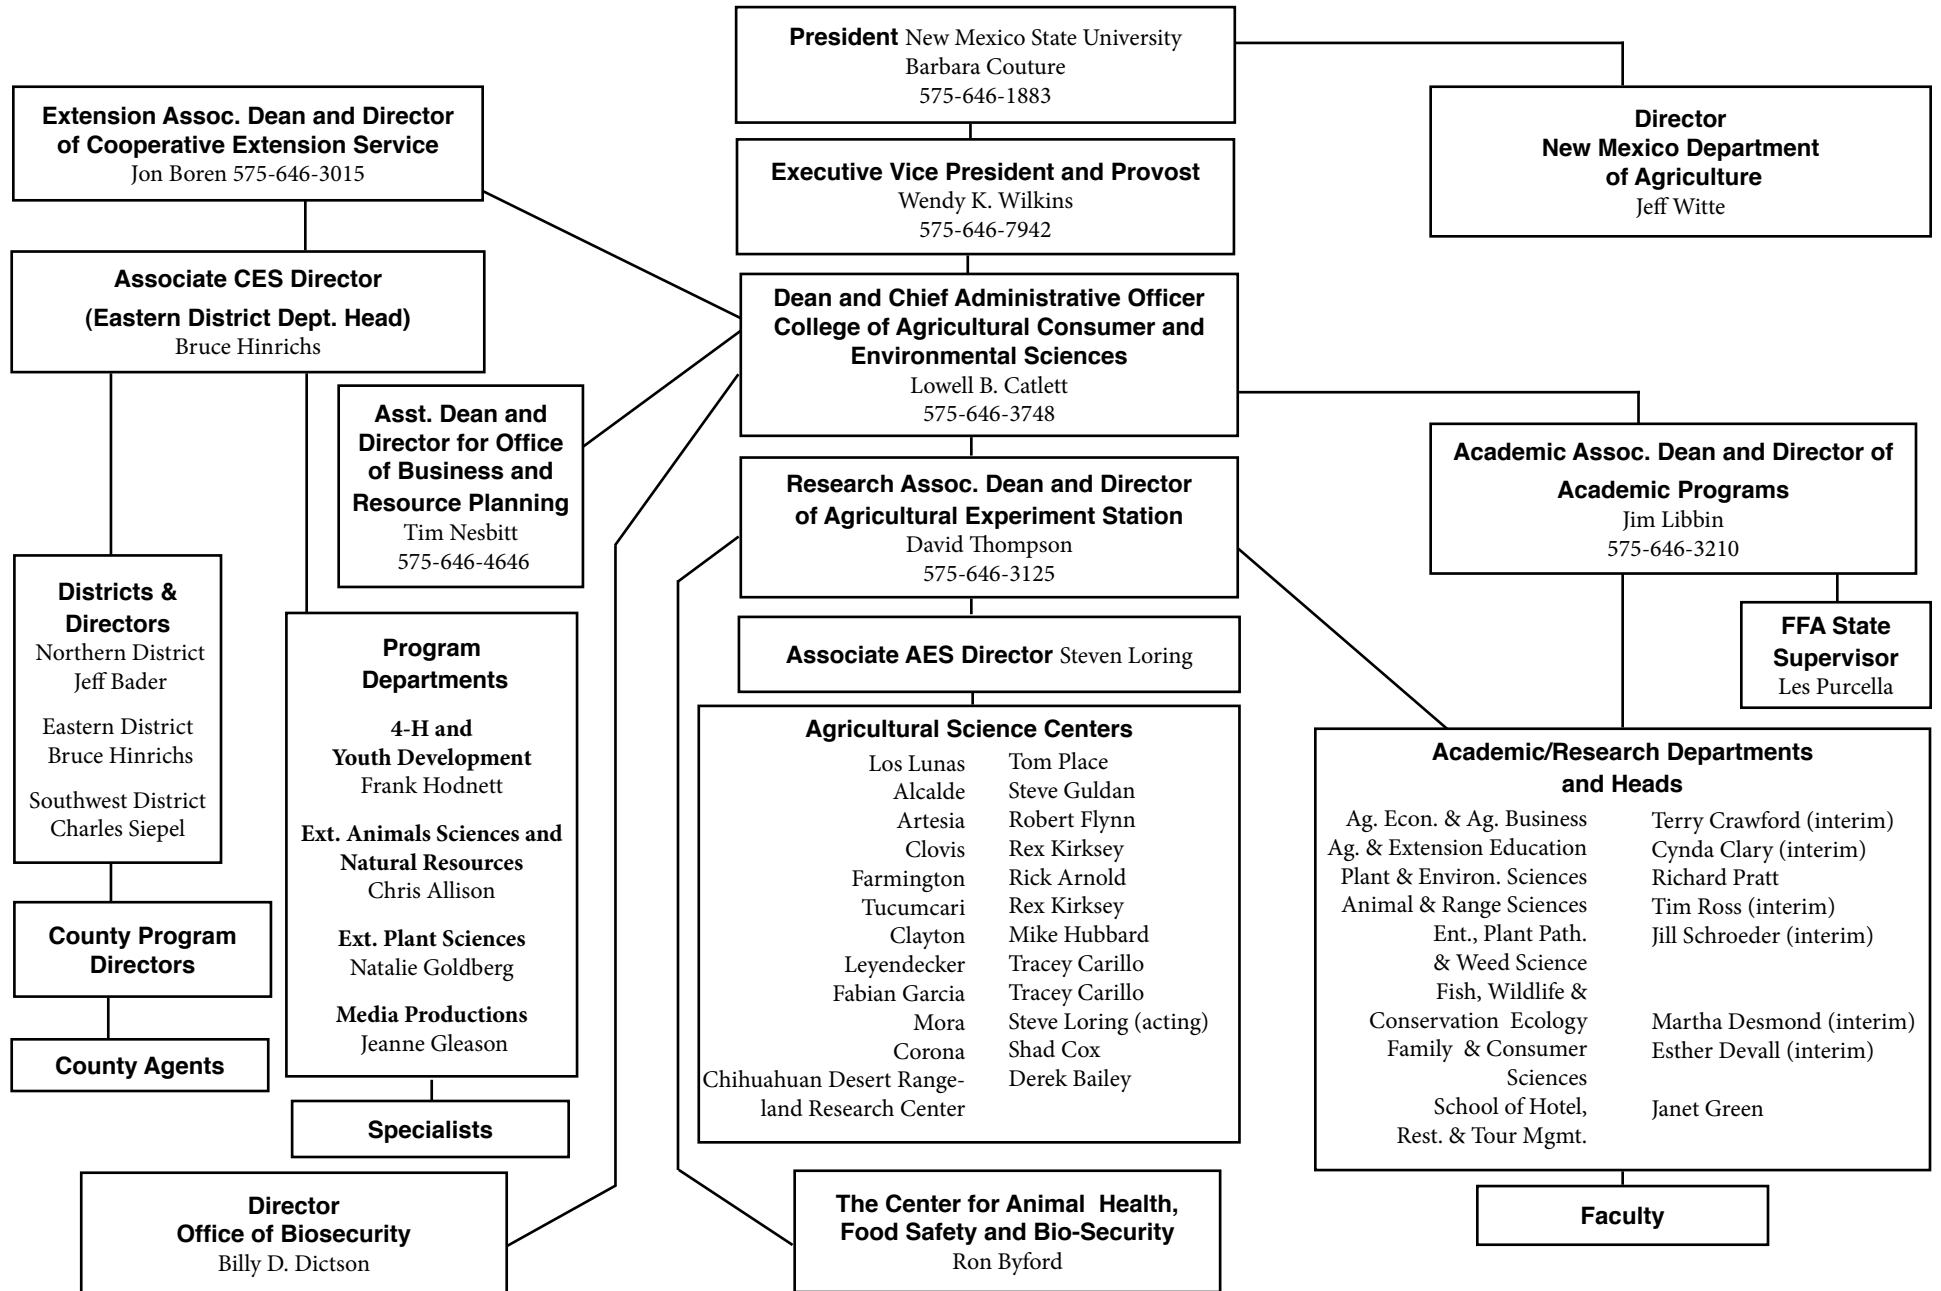 President New Mexico State University
Barbara Couture
575-646-1883
Extension Assoc. Dean and Director
of Cooperative Extension Service
Jon Boren 575-646-3015
Director
New Mexico Department
of Agriculture
Jeff Witte
Executive Vice President and Provost
Wendy K. Wilkins
575-646-7942
Associate CES Director
(Eastern District Dept. Head)
Bruce Hinrichs
Dean and Chief Administrative Officer
College of Agricultural Consumer and
Environmental Sciences
Lowell B. Catlett
575-646-3748
Asst. Dean and
Director for Office
of Business and
Resource Planning
Tim Nesbitt
575-646-4646
Research Assoc. Dean and Director
of Agricultural Experiment Station
David Thompson
575-646-3125
Academic Assoc. Dean and Director of
Academic Programs
Jim Libbin
575-646-3210
Districts &
Directors
Northern District
Jeff Bader
Eastern District
Bruce Hinrichs
Southwest District
Charles Siepel
Program
Departments
4-H and
Youth Development
Frank Hodnett
Ext. Animals Sciences and
Natural Resources
Chris Allison
Ext. Plant Sciences
Natalie Goldberg
Media Productions
Jeanne Gleason
Associate AES Director Steven Loring
FFA State
Supervisor
Les Purcella
Agricultural Science Centers
Los Lunas Tom Place
Alcalde Steve Guldan
Artesia Robert Flynn
Clovis Rex Kirksey
Farmington Rick Arnold
Tucumcari Rex Kirksey
Clayton Mike Hubbard
Leyendecker Tracey Carillo
Fabian Garcia Tracey Carillo
Mora Steve Loring (acting)
Corona Shad Cox
Chihuahuan Desert Range- Derek Bailey
land Research Center
Academic/Research Departments
and Heads
Ag. Econ. & Ag. Business Terry Crawford (interim)
Ag. & Extension Education Cynda Clary (interim)
Plant & Environ. Sciences Richard Pratt
Animal & Range Sciences Tim Ross (interim)
Ent., Plant Path. Jill Schroeder (interim)
& Weed Science
Fish, Wildlife &
Conservation Ecology Martha Desmond (interim)
Family & Consumer Esther Devall (interim)
Sciences
School of Hotel, Janet Green
Rest. & Tour Mgmt.
County Program
Directors
County Agents
Specialists
Director
Office of Biosecurity
Billy D. Dictson
The Center for Animal Health,
Food Safety and Bio-Security
Ron Byford
Faculty